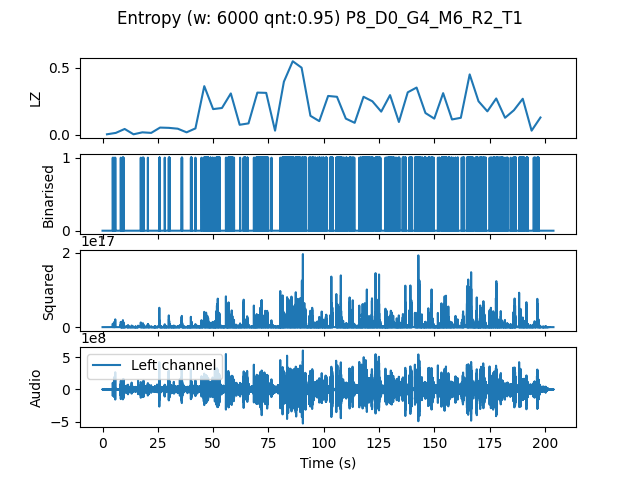 Entropy (w: 6000 qnt:0.95) P8_D0_G4_M6_R2_T1
LZ
0.5
0.0
Binarised
1
0
1e17
Squared
2
0
1e8
Audio
5
0
−5
Left channel
0 25 50 75 100 125 150 175 200
Time (s)